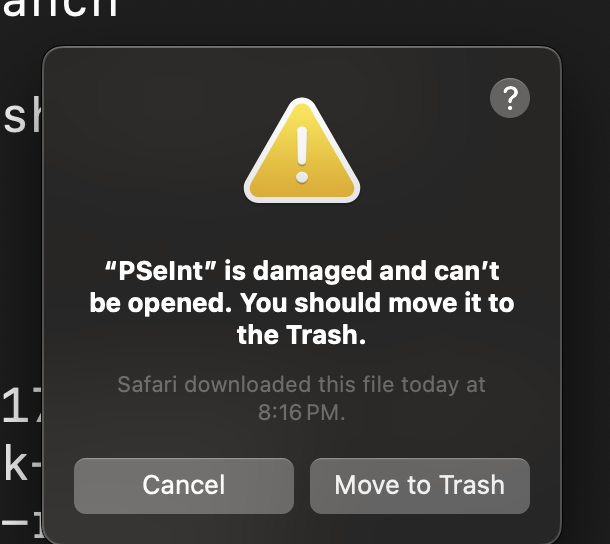 ?
“PSeInt” is damaged and can’t
be opened. You should move it to
the Trash.
Safari downloaded this file today at
8:16 PM.
Cancel
Move to Trash